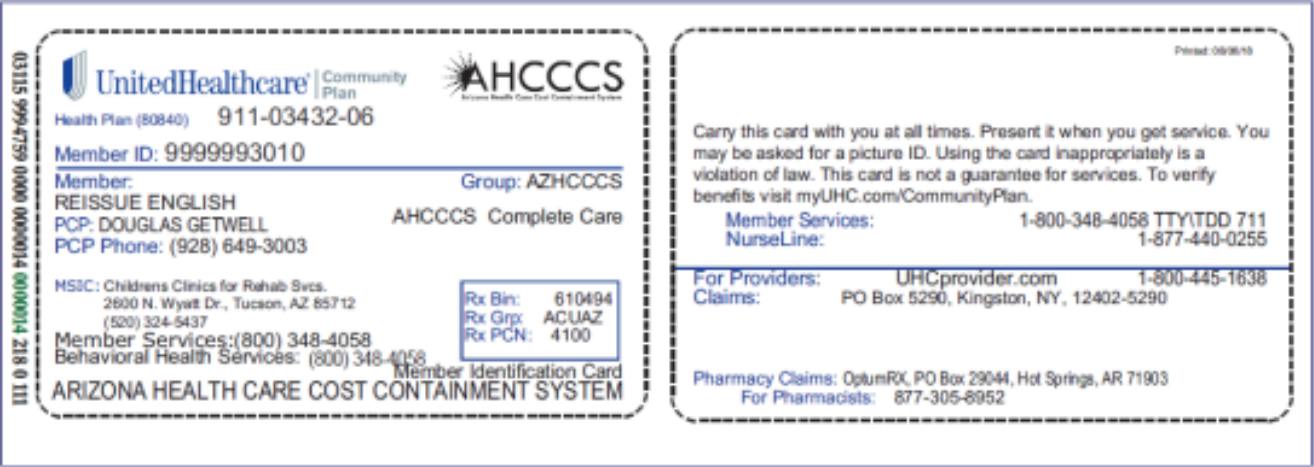 03115 9994759 0000 0000014 0000014 218 0 111
UnitedHealthcare Community Plan
AHCCCS
Arizona Health Care Cost Containment System
Health Plan (80840) 911-03432-06
Member ID: 9999993010
Member: Group: AZHCCCS
REISSUE ENGLISH
AHCCCS Complete Care
PCP: DOUGLAS GETWELL
PCP Phone: (928) 649-3003
MSIC: Childrens Clinics for Rehab Svcs.
2600 N. Wyatt Dr., Tucson, AZ 85712
(520) 324-5437
Rx Bin: 610494
Rx Grp: ACUAZ
Rx PCN: 4100
Member Services:(800) 348-4058
Behavioral Health Services: (800) 348-4058
Member Identification Card
ARIZONA HEALTH CARE COST CONTAINMENT SYSTEM
Carry this card with you at all times. Present it when you get service. You
may be asked for a picture ID. Using the card inappropriately is a
violation of law. This card is not a guarantee for services. To verify
benefits visit myUHC.com/CommunityPlan.
Member Services: 1-800-348-4058 TTY\TDD 711
NurseLine: 1-877-440-0255
For Providers: UHCprovider.com 1-800-445-1638
Claims: PO Box 5290, Kingston, NY, 12402-5290
Pharmacy Claims: OptumRX, PO Box 29044, Hot Springs, AR 71903
For Pharmacists: 877-305-8952